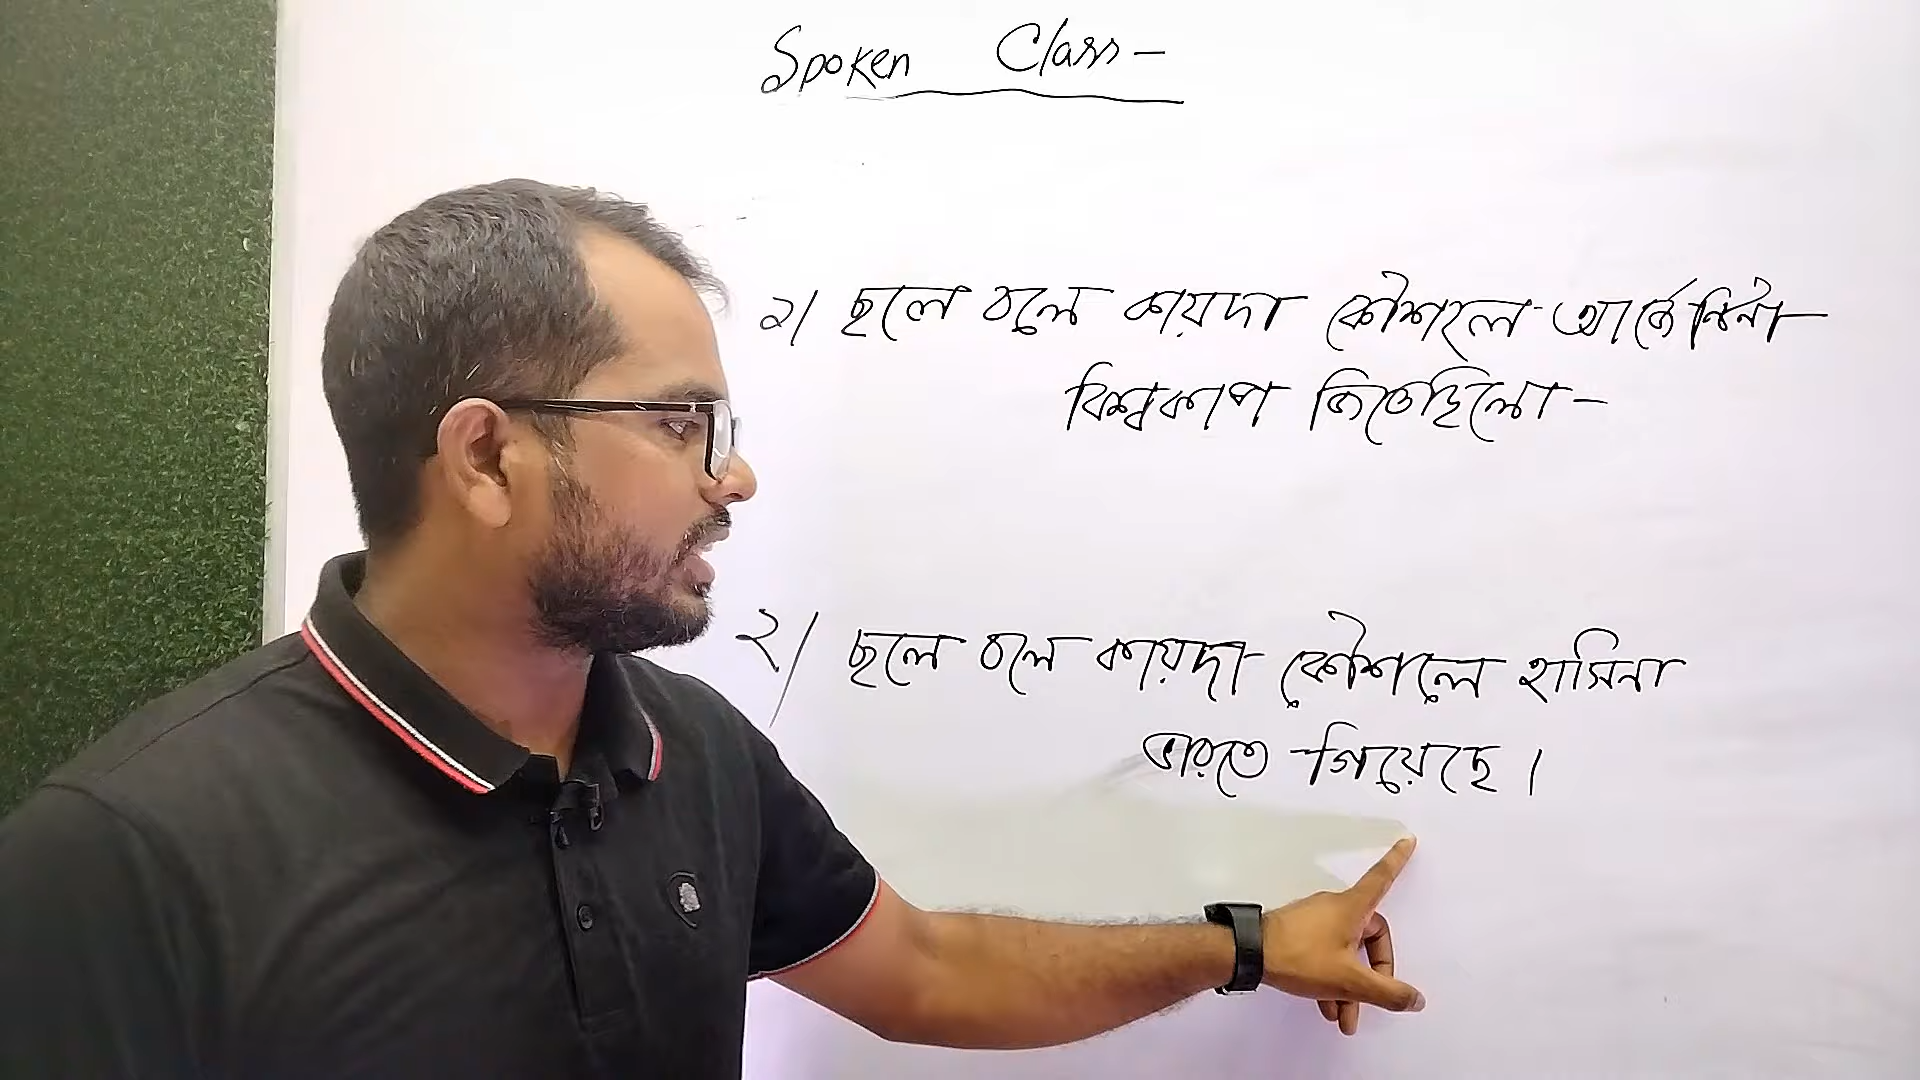 Spoken Class-
১/ ছলে বলে কায়দা কৌশলে আর্জেন্টিনা
বিশ্বকাপ জিতেছিলো-
২/ ছলে বলে কায়দা কৌশলে হাসিনা
ভারতে গিয়েছে।